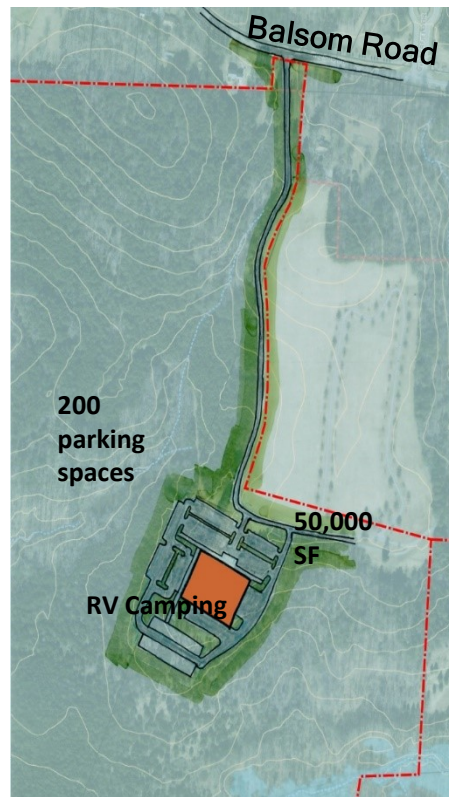 Balsom Road
200
parking
spaces
50,000
SF
RV Camping